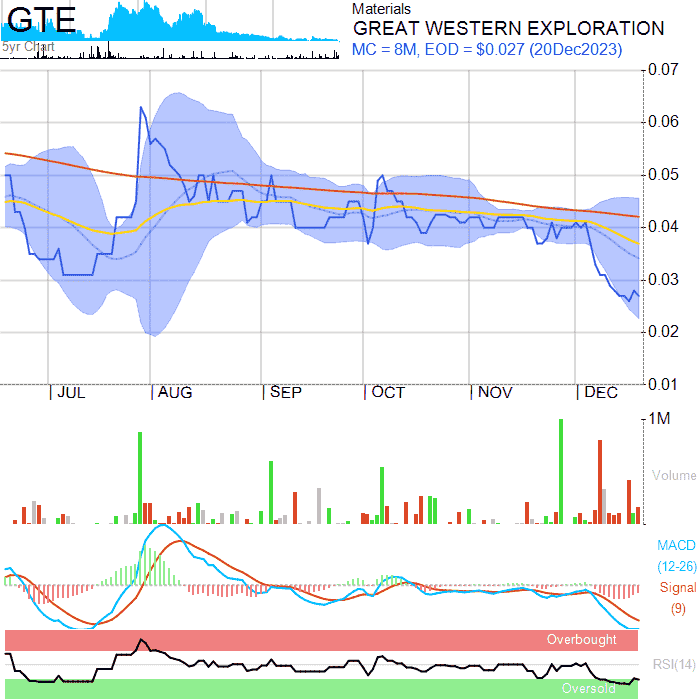 GTE
5yr Chart
Materials
GREAT WESTERN EXPLORATION
MC = 8M, EOD = $0.027 (20Dec2023)
0.07
0.06
0.05
0.04
0.03
0.02
0.01
JUL
AUG
SEP
OCT
NOV
DEC
1M
Volume
MACD
(12-26)
Signal
(9)
Overbought
RSI(14)
Oversold